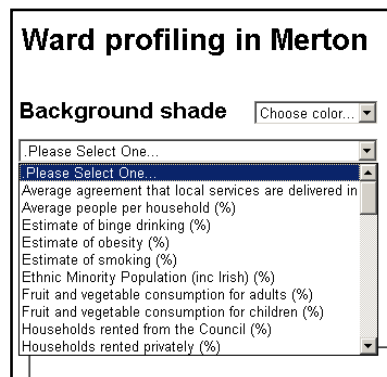 Ward profiling in Merton
Background shade
Choose color...
.Please Select One...
.Please Select One...
Average agreement that local services are delivered in
Average people per household (%)
Estimate of binge drinking (%)
Estimate of obesity (%)
Estimate of smoking (%)
Ethnic Minority Population (inc Irish) (%)
Fruit and vegetable consumption for adults (%)
Fruit and vegetable consumption for children (%)
Households rented from the Council (%)
Households rented privately (%)